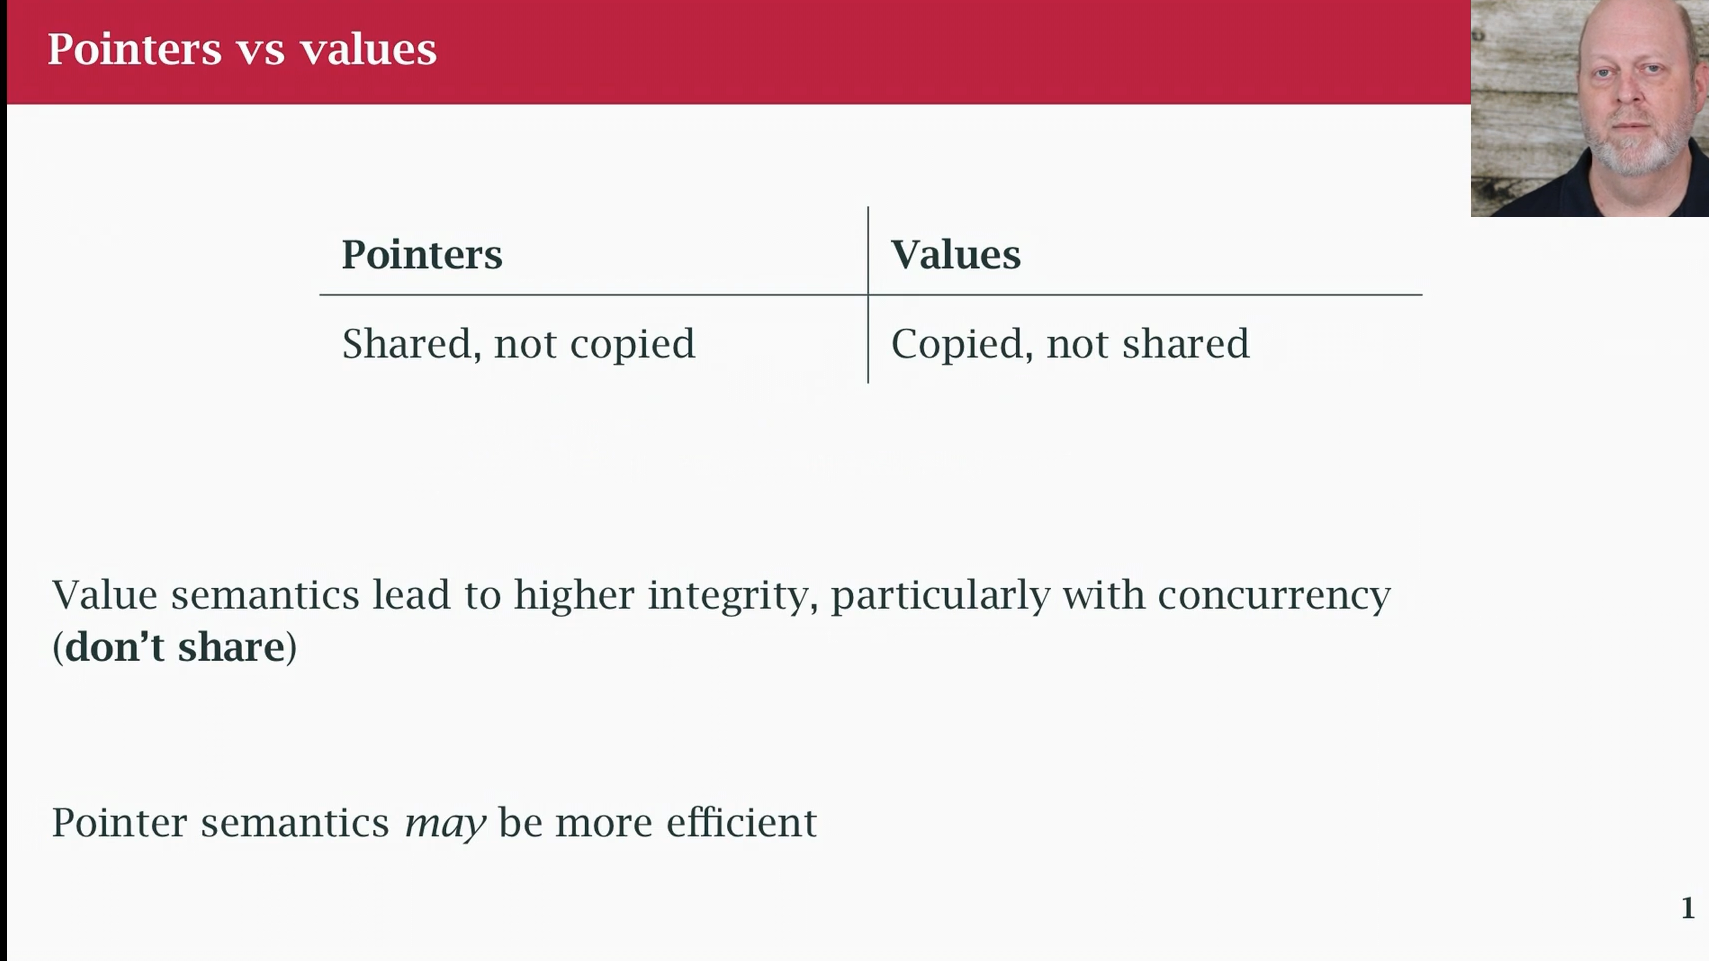 Pointers vs values
Pointers Values
Shared, not copied Copied, not shared
Value semantics lead to higher integrity, particularly with concurrency
(don’t share)
Pointer semantics may be more efficient
1